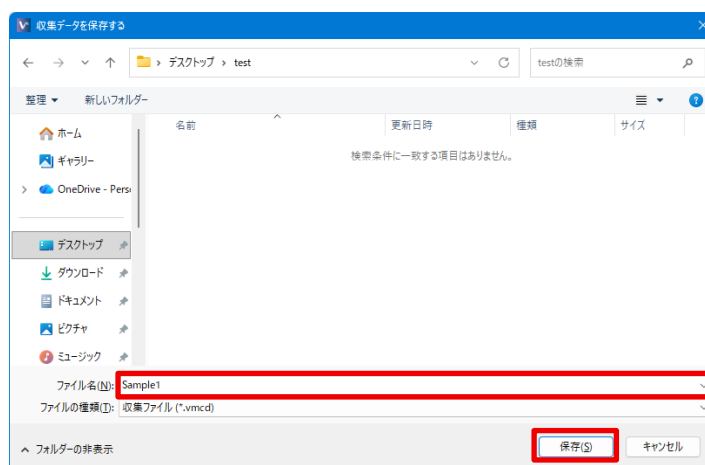 収集データを保存する
デスクトップ › test
testの検索
整理 新しいフォルダー
名前 更新日時 種類 サイズ
検索条件に一致する項目はありません。
ホーム
ギャラリー
OneDrive - Pers
デスクトップ
ダウンロード
ドキュメント
ピクチャ
ミュージック
ファイル名(N): Sample1
ファイルの種類(T): 収集ファイル (*.vmcd)
フォルダーの非表示
保存(S) キャンセル